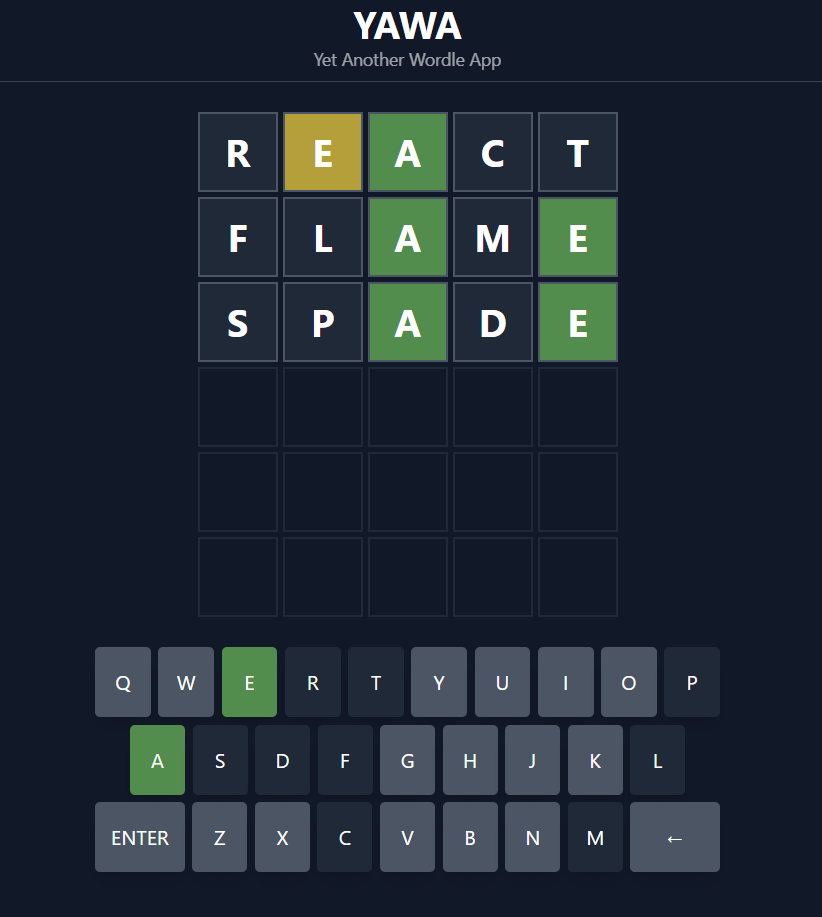 YAWA
Yet Another Wordle App
R E A C T
F L A M E
S P A D E
Q W E R T Y U I O P
A S D F G H J K L
ENTER Z X C V B N M ←